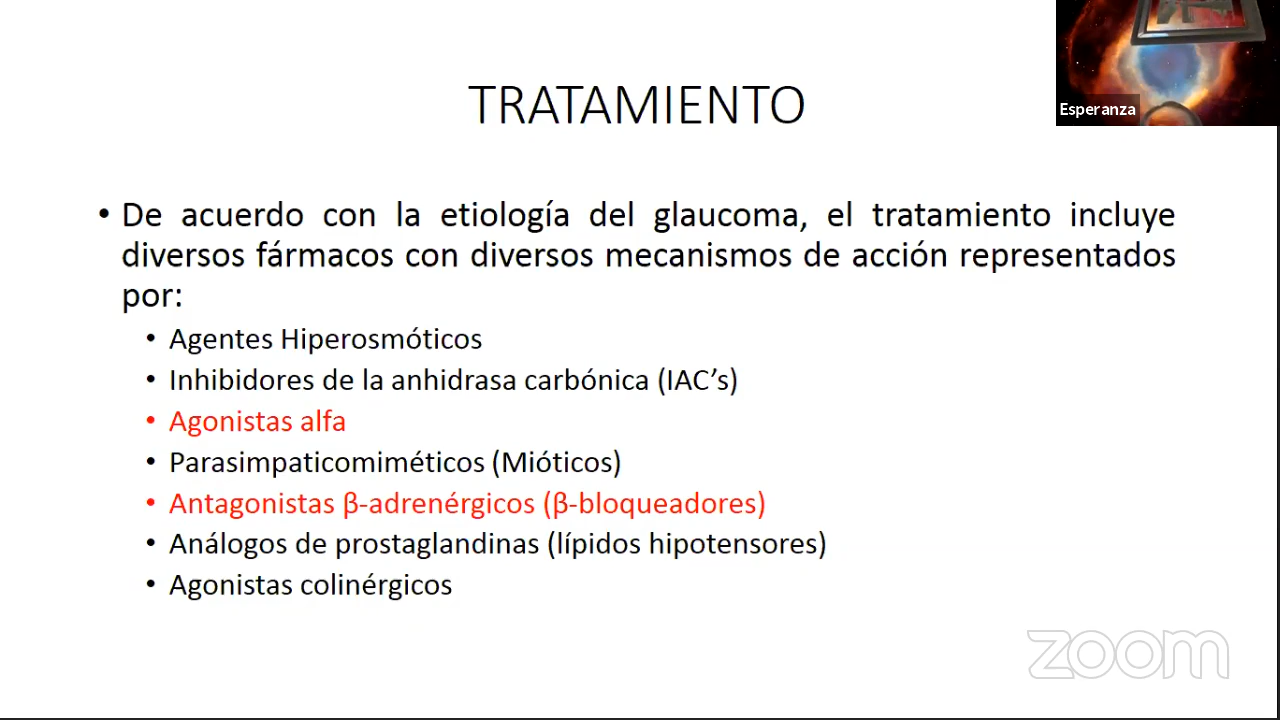 Esperanza
TRATAMIENTO
• De acuerdo con la etiología del glaucoma, el tratamiento incluye
diversos fármacos con diversos mecanismos de acción representados
por:
• Agentes Hiperosmóticos
• Inhibidores de la anhidrasa carbónica (IAC’s)
• Agonistas alfa
• Parasimpaticomiméticos (Mióticos)
• Antagonistas β-adrenérgicos (β-bloqueadores)
• Análogos de prostaglandinas (lípidos hipotensores)
• Agonistas colinérgicos
zoom